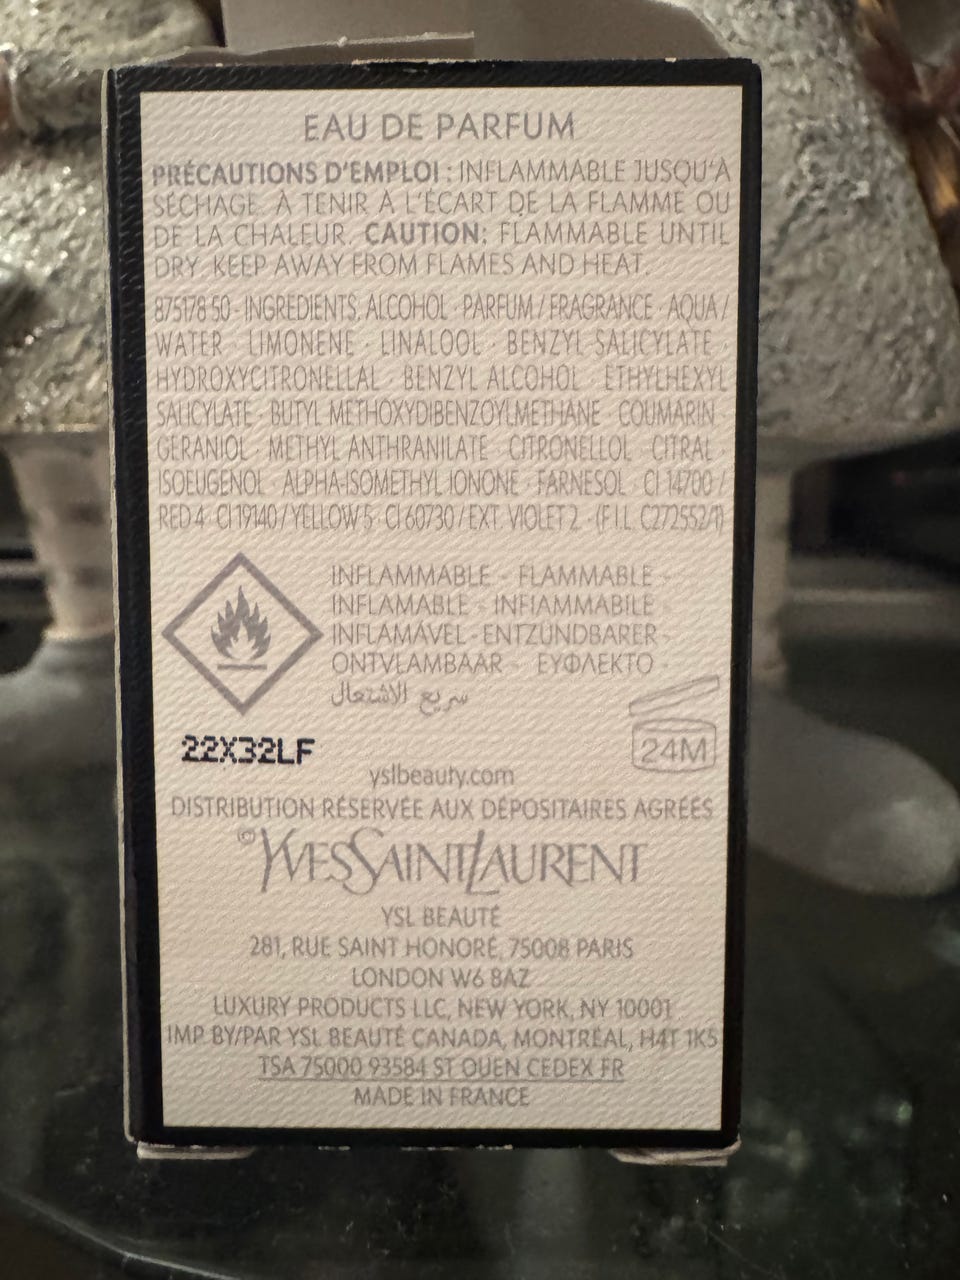 EAU DE PARFUM
PRÉCAUTIONS D'EMPLOI : INFLAMMABLE JUSQU'À
SÉCHAGE. À TENIR À L'ÉCART DE LA FLAMME OU
DE LA CHALEUR. CAUTION: FLAMMABLE UNTIL
DRY. KEEP AWAY FROM FLAMES AND HEAT.
875178 50 - INGREDIENTS: ALCOHOL · PARFUM / FRAGRANCE · AQUA /
WATER · LIMONENE · LINALOOL · BENZYL SALICYLATE ·
HYDROXYCITRONELLAL · BENZYL ALCOHOL · ETHYLHEXYL
SALICYLATE · BUTYL METHOXYDIBENZOYLMETHANE · COUMARIN ·
GERANIOL · METHYL ANTHRANILATE · CITRONELLOL · CITRAL ·
ISOEUGENOL · ALPHA-ISOMETHYL IONONE · FARNESOL · CI 14700 /
RED 4 · CI 19140 / YELLOW 5 · CI 60730 / EXT. VIOLET 2 · (F.I.L. C272552/1)
INFLAMMABLE - FLAMMABLE -
INFLAMABLE - INFIAMMABILE -
INFLAMÁVEL - ENTZÜNDBARER -
ONTVLAMBAAR - ΕΥΦΛΕΚΤΟ -
سريع الاشتعال
24M
22X32LF
yslbeauty.com
DISTRIBUTION RÉSERVÉE AUX DÉPOSITAIRES AGRÉÉS
©YVESSAINTLAURENT
YSL BEAUTÉ
281, RUE SAINT HONORÉ, 75008 PARIS
LONDON W6 8AZ
LUXURY PRODUCTS LLC, NEW YORK, NY 10001
IMP. BY/PAR YSL BEAUTÉ CANADA, MONTRÉAL, H4T 1K5
TSA 75000 93584 ST OUEN CEDEX FR
MADE IN FRANCE